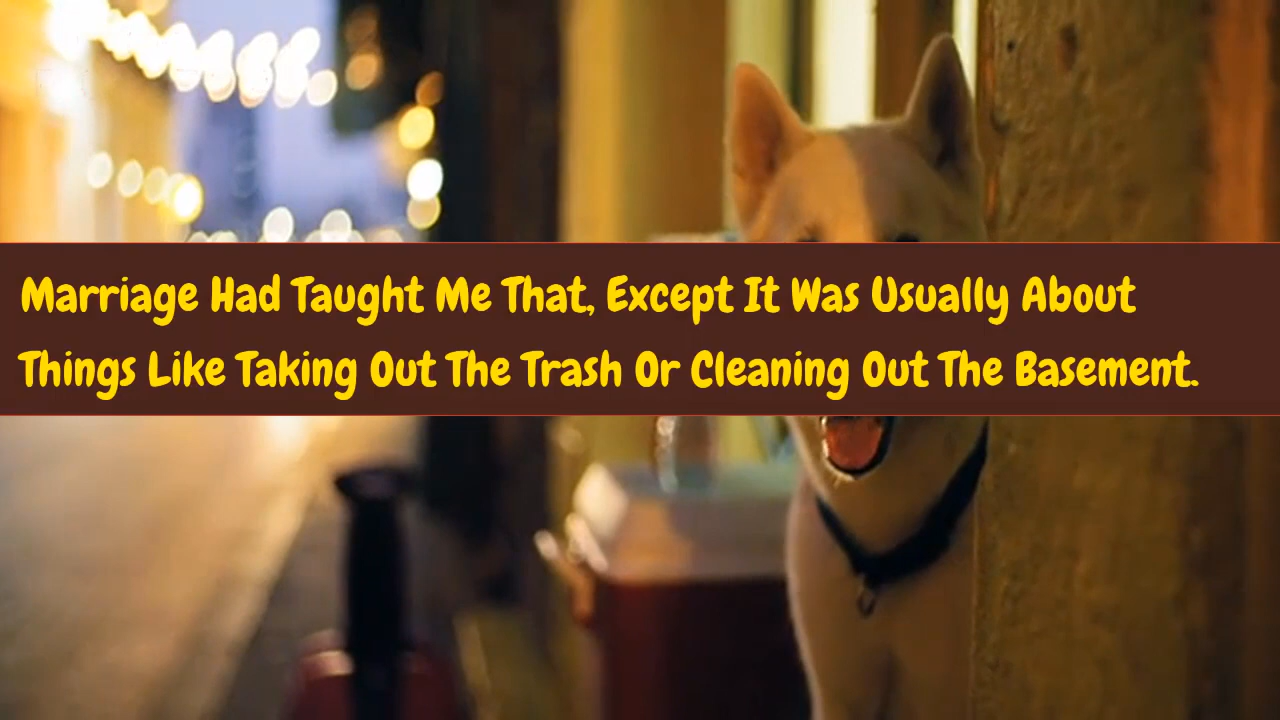 Marriage Had Taught Me That, Except It Was Usually About
Things Like Taking Out The Trash Or Cleaning Out The Basement.